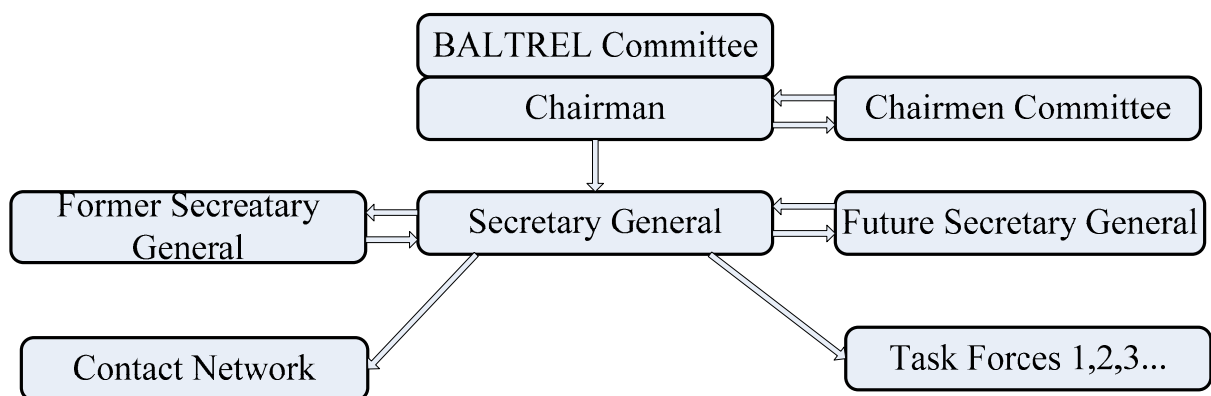 BALTREL Committee
Chairman
Chairmen Committee
Former Secreatary
General
Secretary General
Future Secretary General
Contact Network
Task Forces 1,2,3...